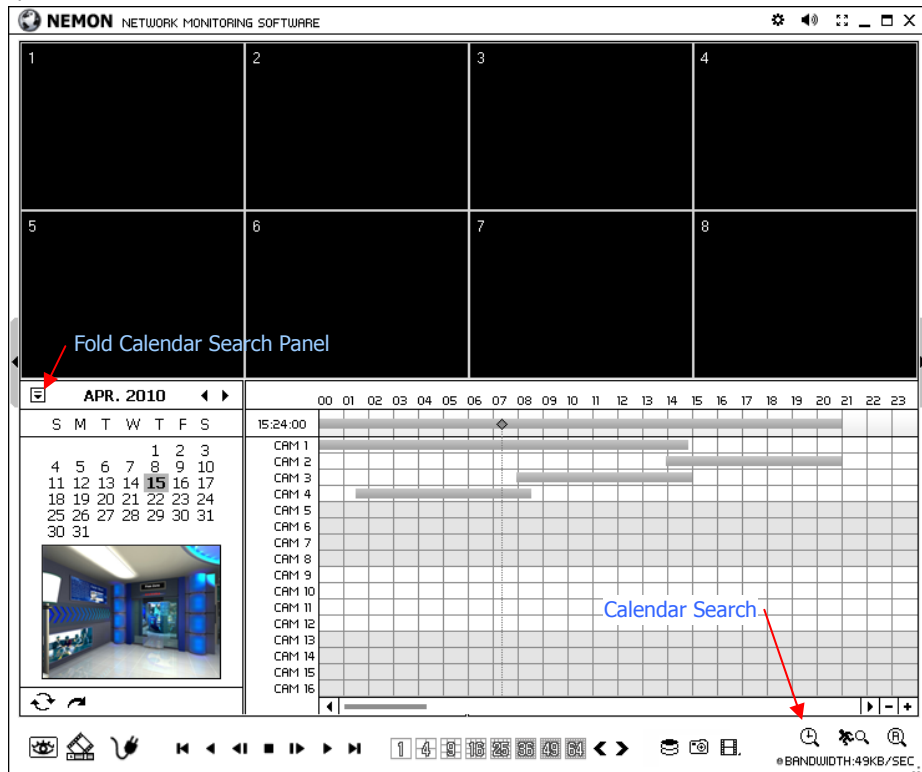 NEMON NETWORK MONITORING SOFTWARE
1 2 3 4
5 6 7 8
Fold Calendar Search Panel
APR. 2010
00 01 02 03 04 05 06 07 08 09 10 11 12 13 14 15 16 17 18 19 20 21 22 23
S M T W T F S
15:24:00
1 2 3
4 5 6 7 8 9 10
11 12 13 14 15 16 17
18 19 20 21 22 23 24
25 26 27 28 29 30 31
30 31
CAM 1
CAM 2
CAM 3
CAM 4
CAM 5
CAM 6
CAM 7
CAM 8
CAM 9
CAM 10
CAM 11
CAM 12
CAM 13
CAM 14
CAM 15
CAM 16
Calendar Search
1 4 9 16 25 36 49 64
R
BANDWIDTH:49KB/SEC